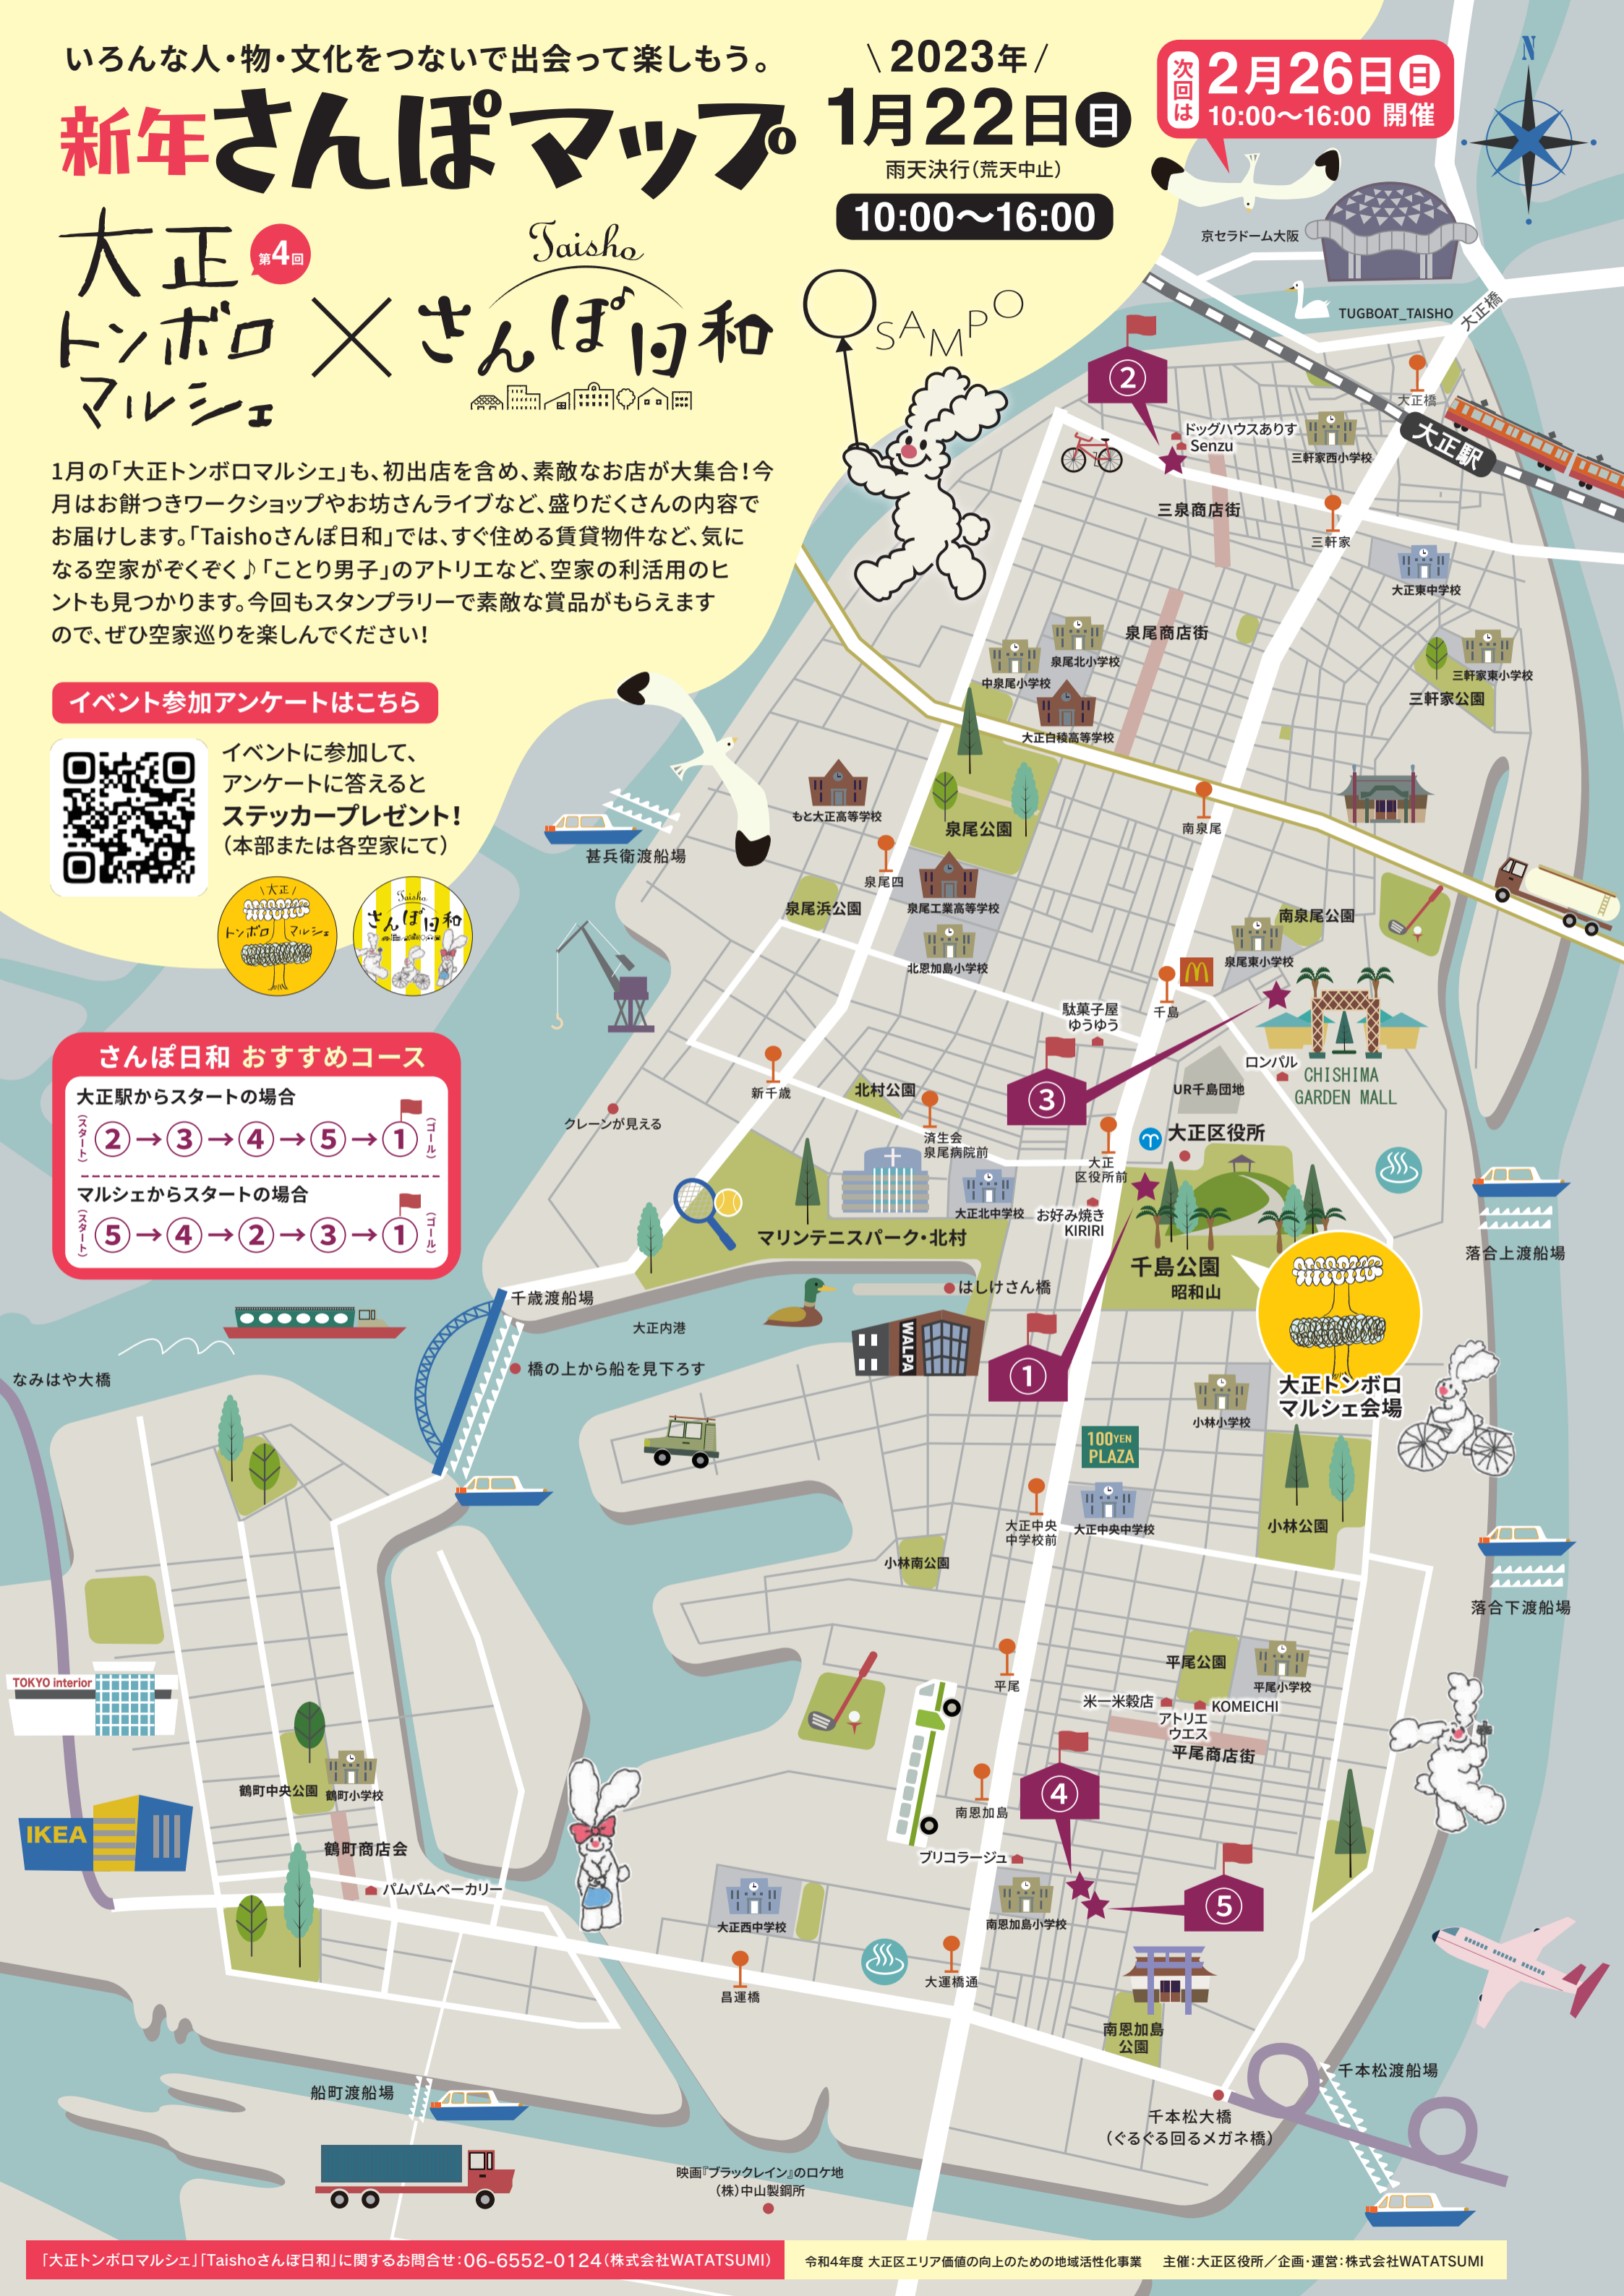 いろんな人・物・文化をつないで出会って楽しもう。
新年さんぽマップ
2023年
1月22日日
雨天決行(荒天中止)
10:00〜16:00
次回は
2月26日日
10:00〜16:00 開催
大正
第4回
トンボロ
マルシェ
×
Taisho
さんぽ日和
SAMPO
1月の「大正トンボロマルシェ」も、初出店を含め、素敵なお店が大集合!今
月はお餅つきワークショップやお坊さんライブなど、盛りだくさんの内容で
お届けします。「Taishoさんぽ日和」では、すぐ住める賃貸物件など、気に
なる空家がぞくぞく♪「ことり男子」のアトリエなど、空家の利活用のヒ
ントも見つかります。今回もスタンプラリーで素敵な賞品がもらえます
ので、ぜひ空家巡りを楽しんでください!
イベント参加アンケートはこちら
イベントに参加して、
アンケートに答えると
ステッカープレゼント!
(本部または各空家にて)
大正
トンボロ マルシェ
Taisho
さんぽ日和
さんぽ日和 おすすめコース
大正駅からスタートの場合
(スタート) ②→③→④→⑤→① (ゴール)
マルシェからスタートの場合
(スタート) ⑤→④→②→③→① (ゴール)
N
京セラドーム大阪
TUGBOAT_TAISHO
大正橋
大正橋
大正駅
②
ドッグハウスありす
Senzu
三軒家西小学校
三泉商店街
三軒家
大正東中学校
泉尾商店街
泉尾北小学校
中泉尾小学校
三軒家東小学校
三軒家公園
大正白稜高等学校
もと大正高等学校
泉尾公園
南泉尾
甚兵衛渡船場
泉尾四
泉尾浜公園
泉尾工業高等学校
南泉尾公園
北恩加島小学校
泉尾東小学校
千島
駄菓子屋
ゆうゆう
ロンパル
CHISHIMA
GARDEN MALL
③
UR千島団地
新千歳
北村公園
クレーンが見える
済生会
泉尾病院前
大正
区役所前
大正区役所
大正北中学校
お好み焼き
KIRIRI
マリンテニスパーク・北村
千島公園
昭和山
落合上渡船場
はしけさん橋
千歳渡船場
大正内港
WALPA
橋の上から船を見下ろす
なみはや大橋
①
大正トンボロ
マルシェ会場
小林小学校
100YEN
PLAZA
大正中央
中学校前
大正中央中学校
小林公園
小林南公園
落合下渡船場
平尾公園
平尾
平尾小学校
米一米穀店
KOMEICHI
アトリエ
ウエス
平尾商店街
TOKYO interior
鶴町中央公園
鶴町小学校
④
南恩加島
IKEA
鶴町商店会
パムパムベーカリー
ブリコラージュ
南恩加島小学校
⑤
大正西中学校
大運橋通
昌運橋
南恩加島
公園
千本松渡船場
船町渡船場
千本松大橋
(ぐるぐる回るメガネ橋)
映画『ブラックレイン』のロケ地
(株)中山製鋼所
「大正トンボロマルシェ」「Taishoさんぽ日和」に関するお問合せ:06-6552-0124(株式会社WATATSUMI)
令和4年度 大正区エリア価値の向上のための地域活性化事業 主催:大正区役所/企画・運営:株式会社WATATSUMI